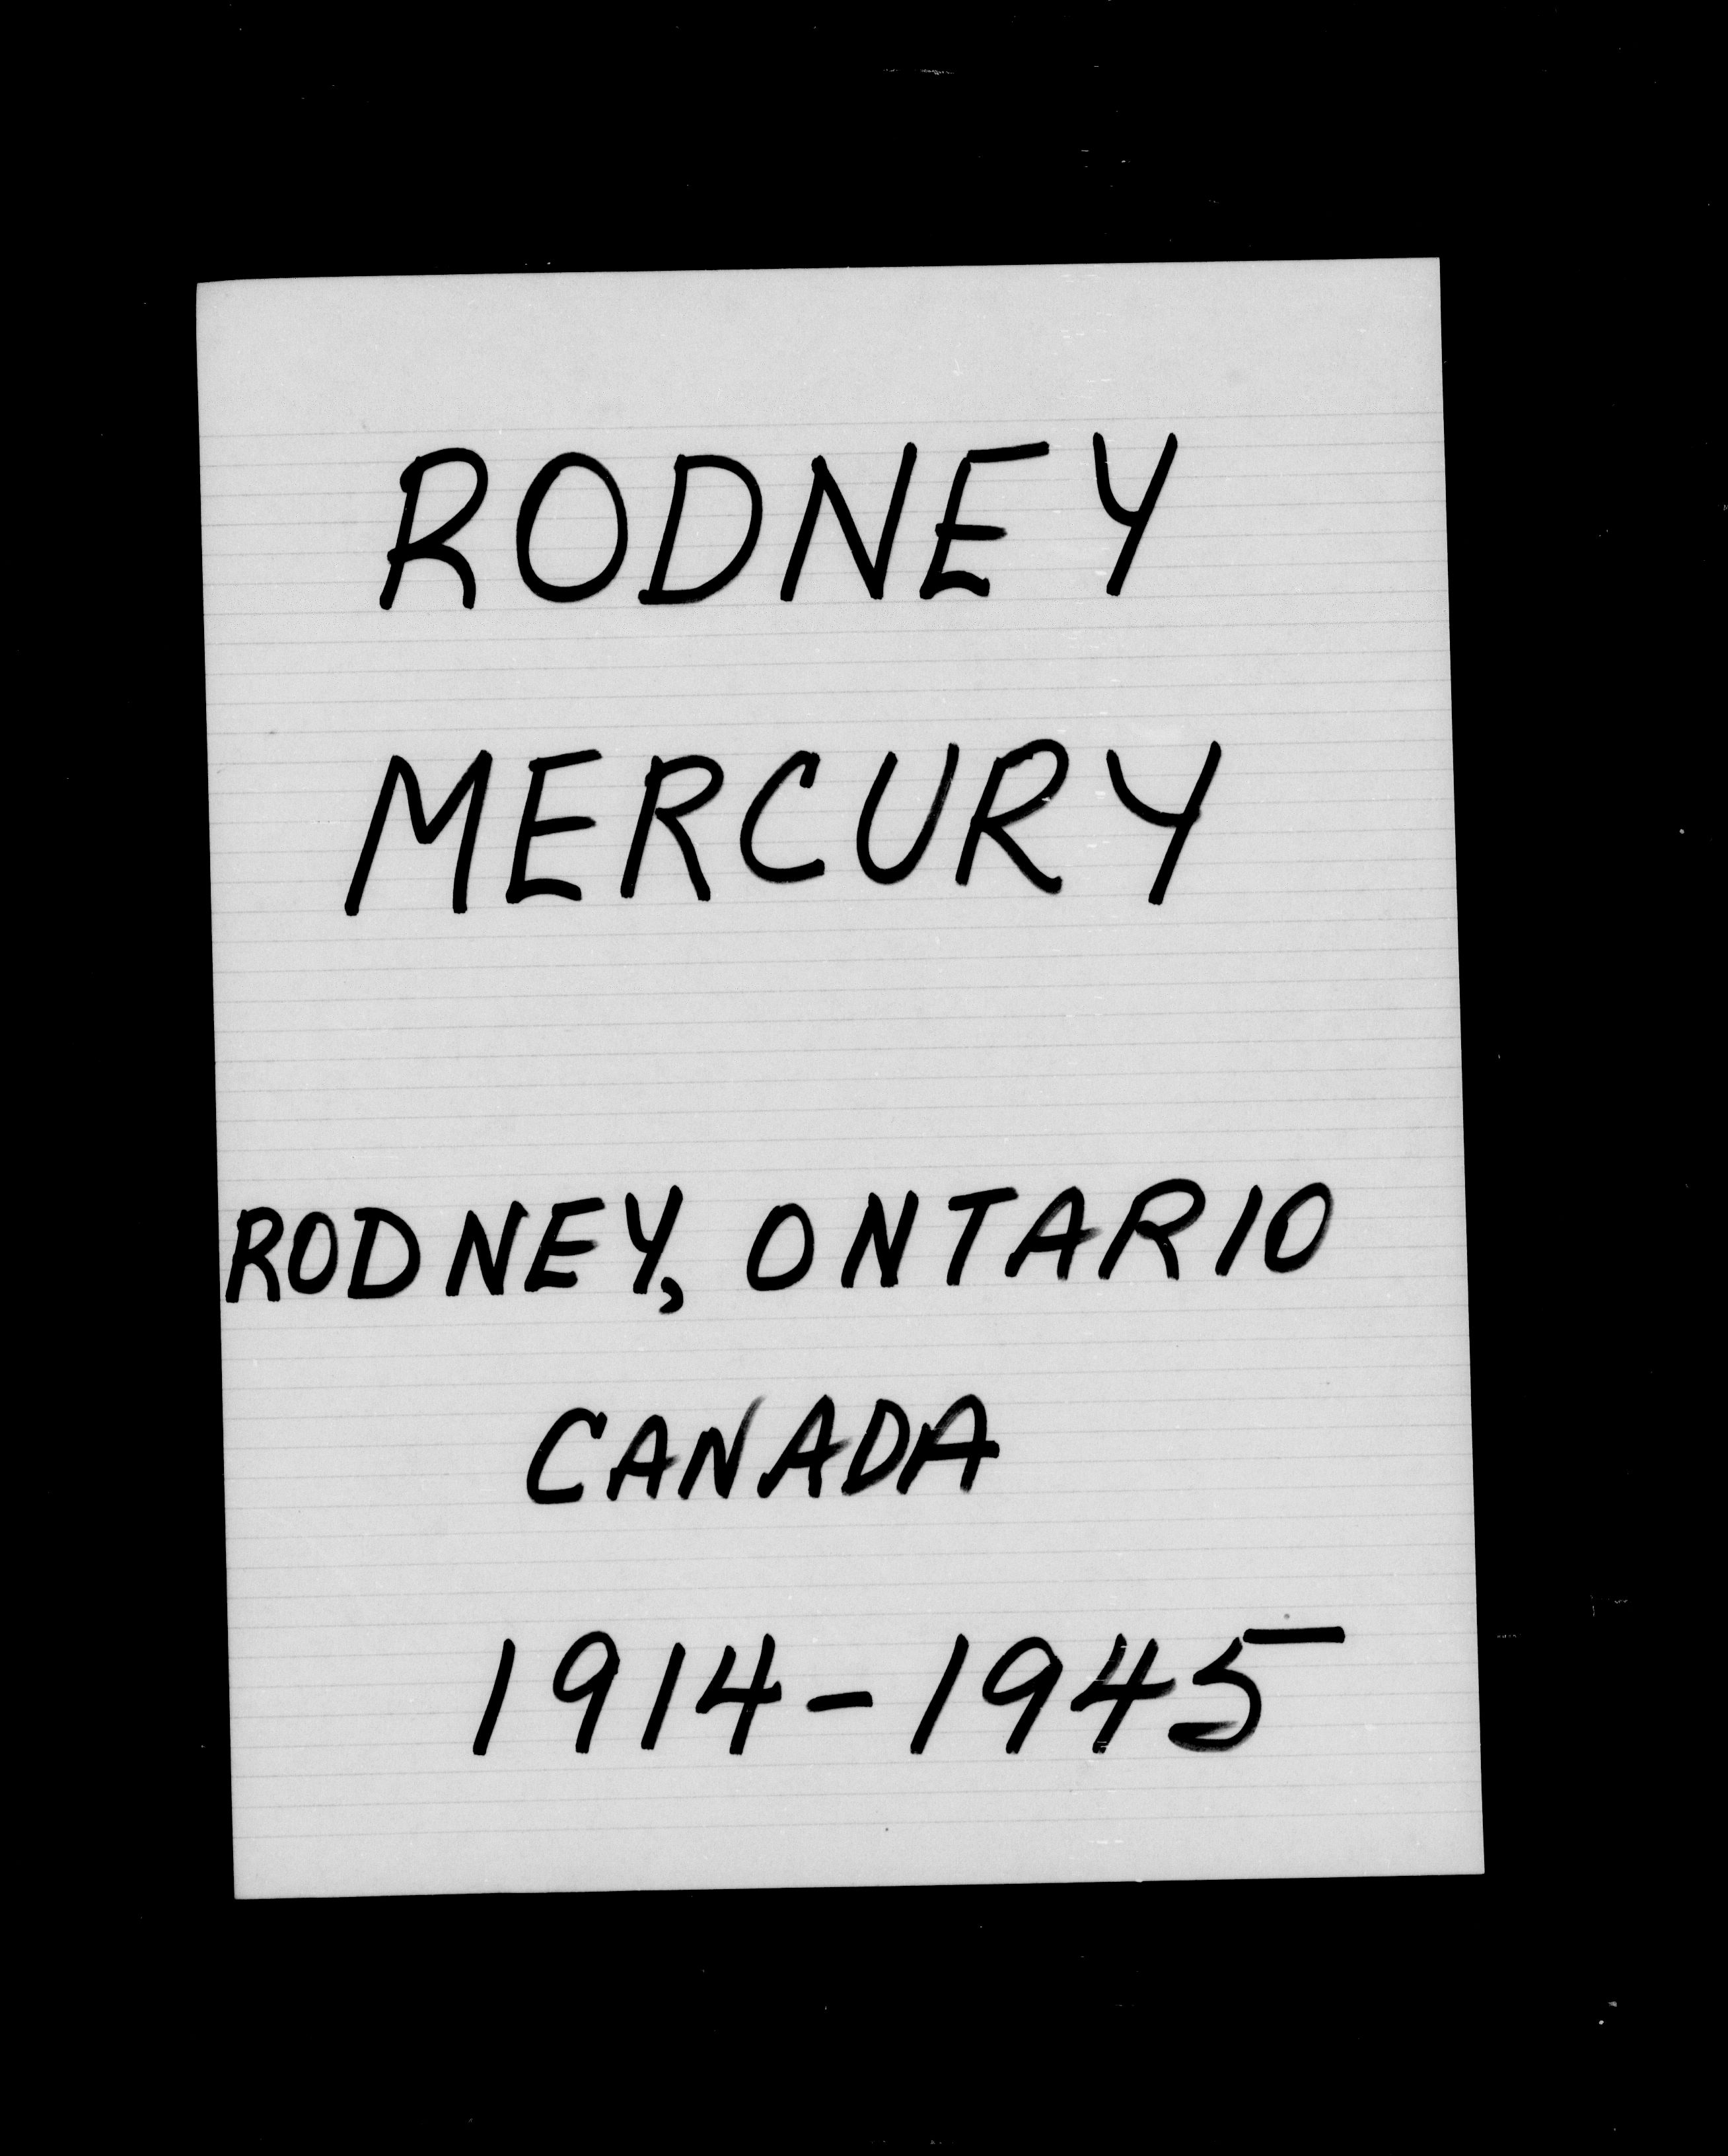 RODNEY
MERCURY
RODNEY, ONTARIO
CANADA
1914-1945